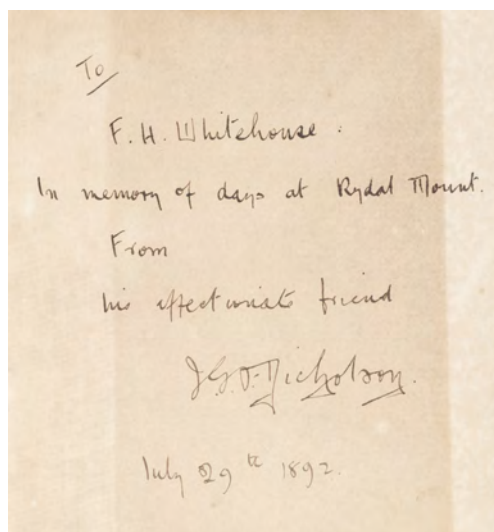 To
F. H. Whitehouse.
In memory of days at Rydal Mount.
From
his affectionate friend
J.G.F. Nicholson.
July 29th 1892.